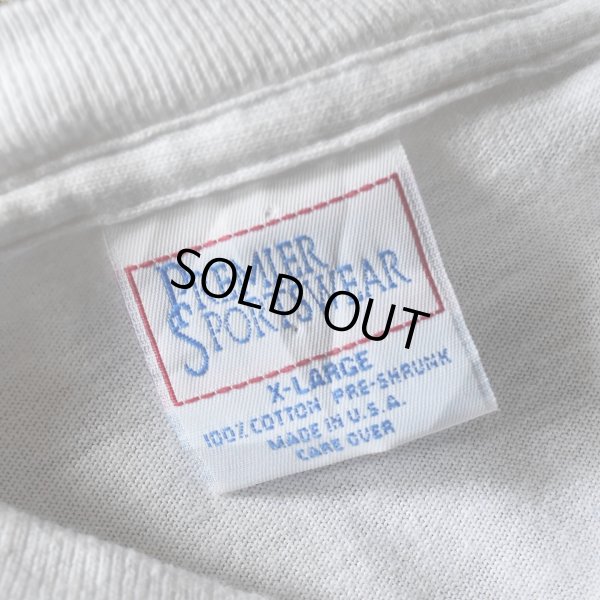 PREMIER
SPORTSWEAR
SOLD OUT
X-LARGE
100% COTTON PRE-SHRUNK
MADE IN U.S.A.
CARE OVER